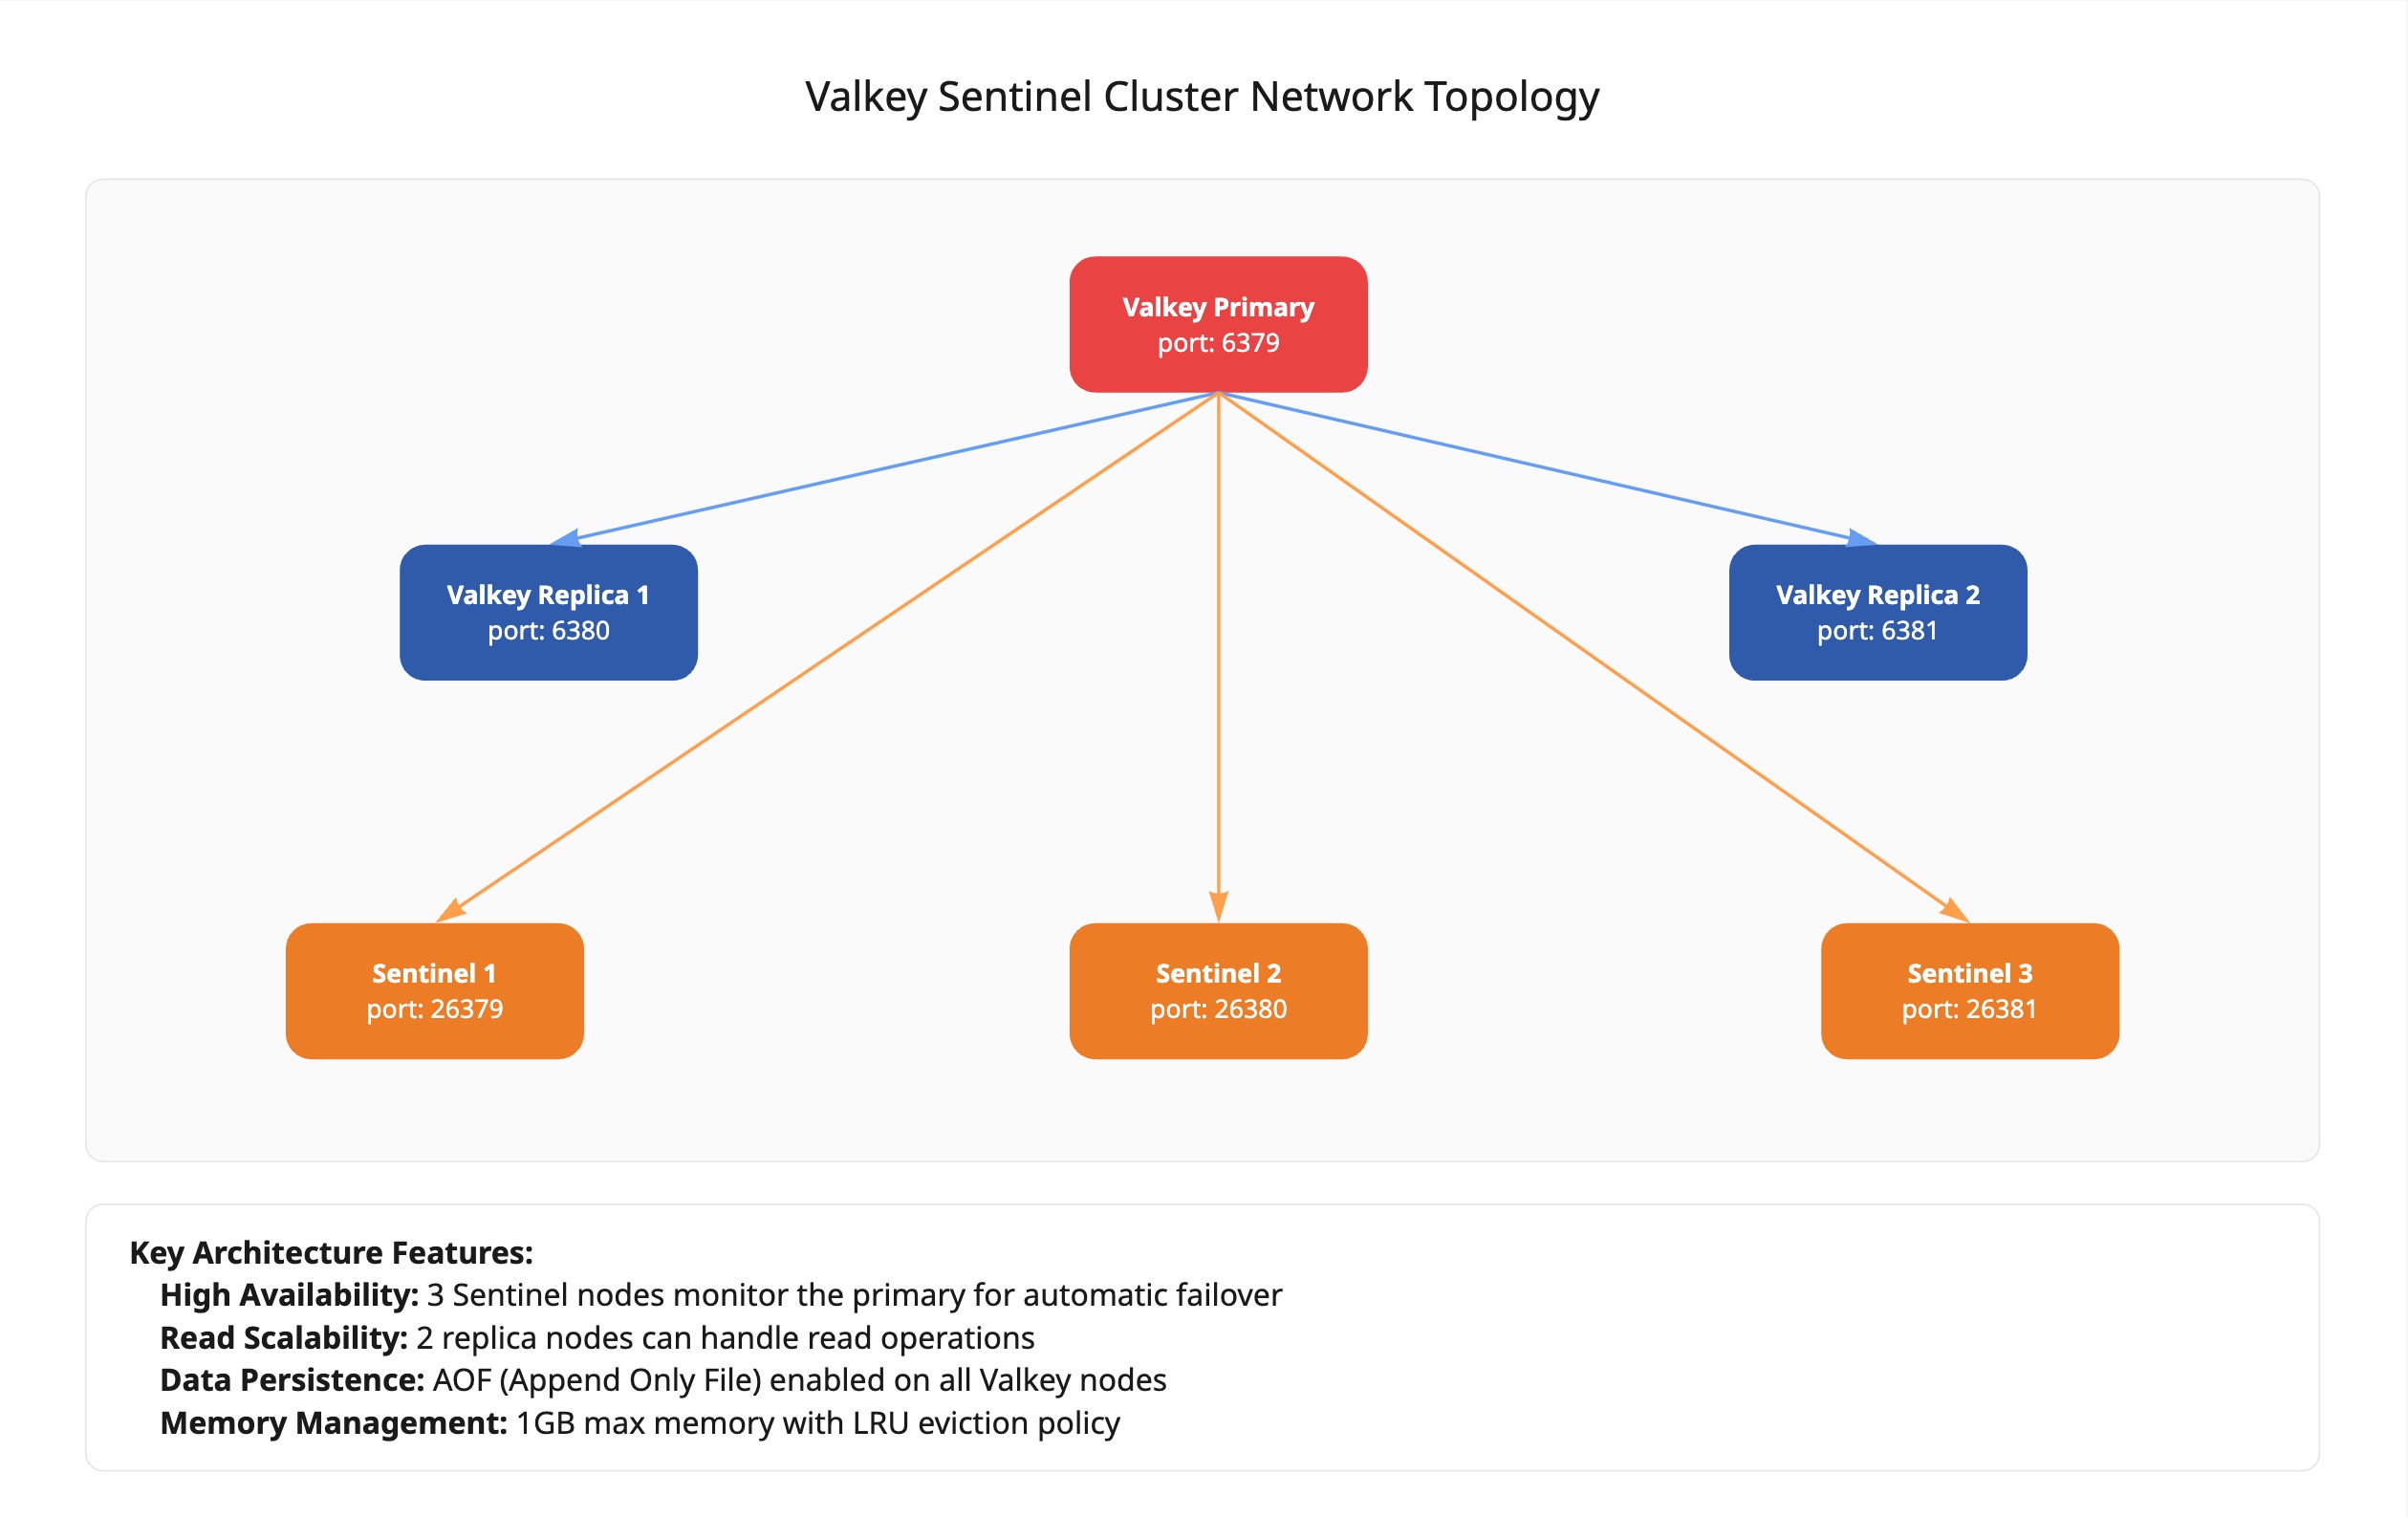 Valkey Sentinel Cluster Network Topology
Valkey Primary
port: 6379
Valkey Replica 1
port: 6380
Valkey Replica 2
port: 6381
Sentinel 1
port: 26379
Sentinel 2
port: 26380
Sentinel 3
port: 26381
Key Architecture Features:
High Availability: 3 Sentinel nodes monitor the primary for automatic failover
Read Scalability: 2 replica nodes can handle read operations
Data Persistence: AOF (Append Only File) enabled on all Valkey nodes
Memory Management: 1GB max memory with LRU eviction policy